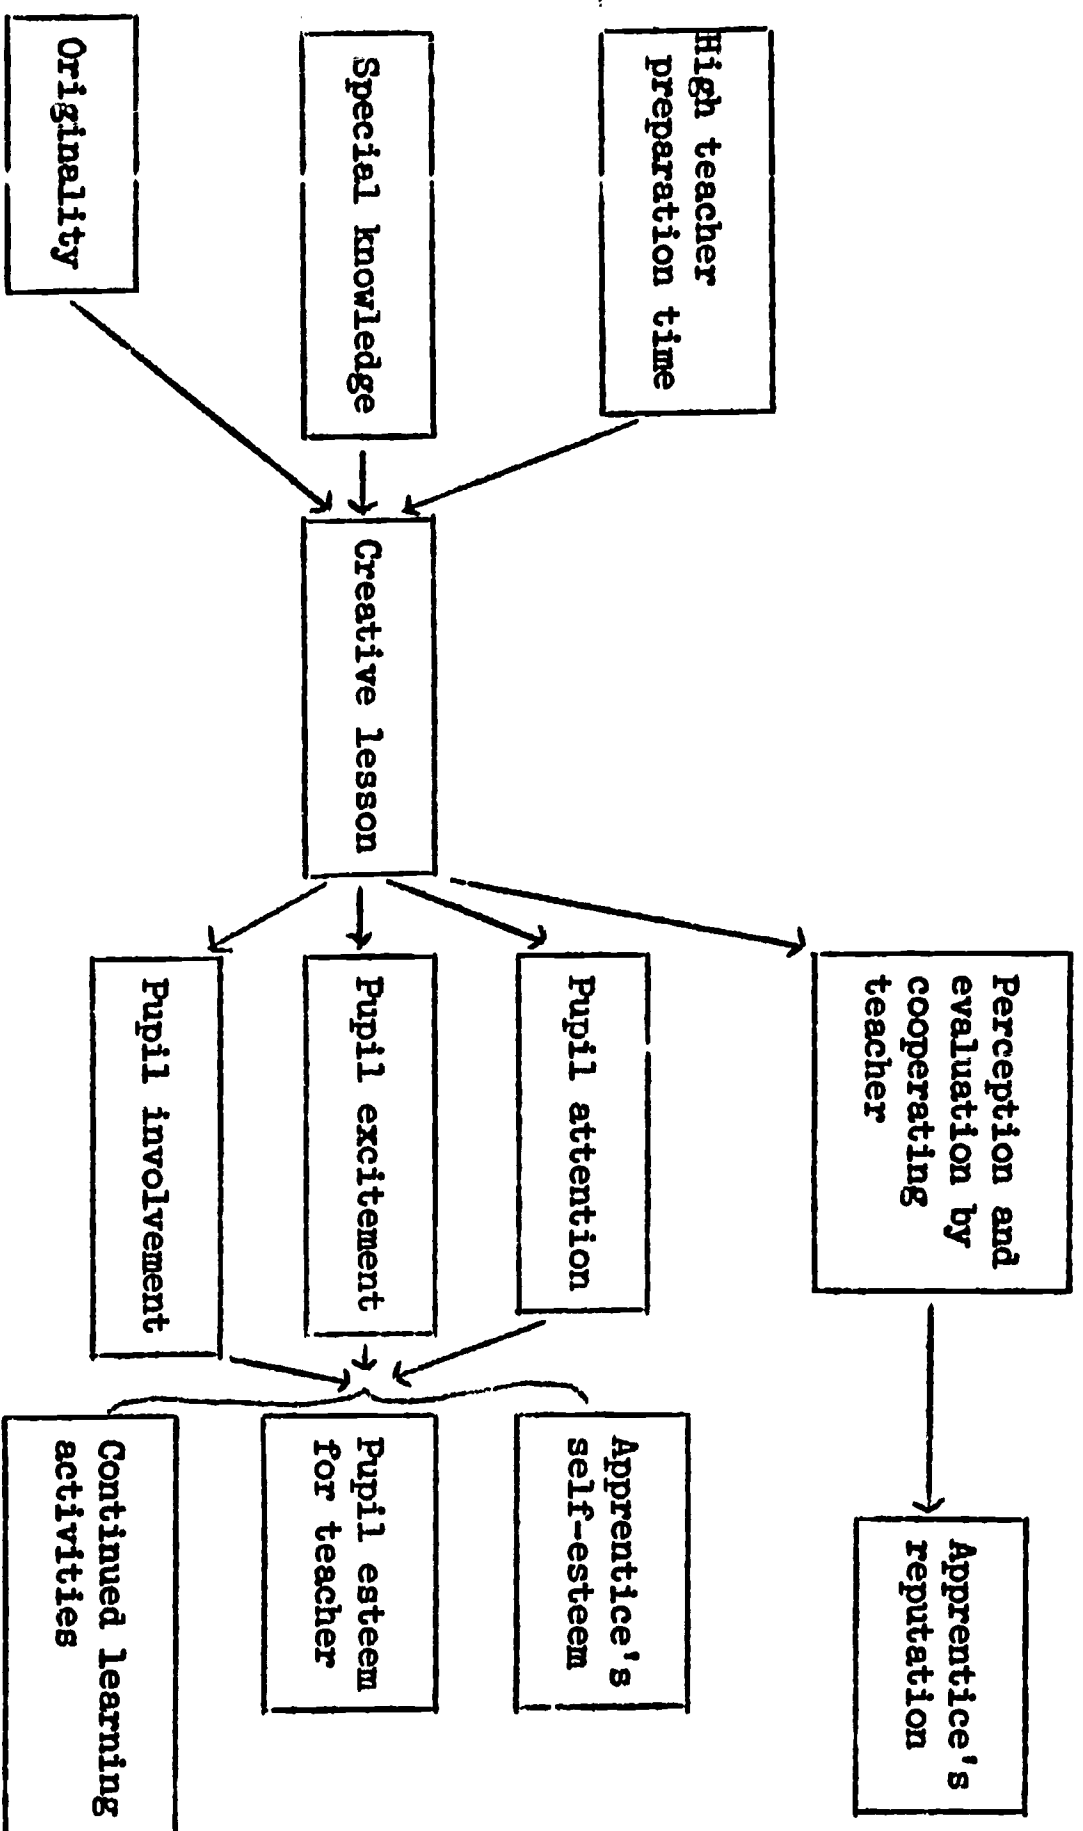 High teacher
preparation time
Special knowledge
Originality
Creative lesson
Perception and
evaluation by
cooperating
teacher
Pupil attention
Pupil excitement
Pupil involvement
Apprentice's
reputation
Apprentice's
self-esteem
Pupil esteem
for teacher
Continued learning
activities